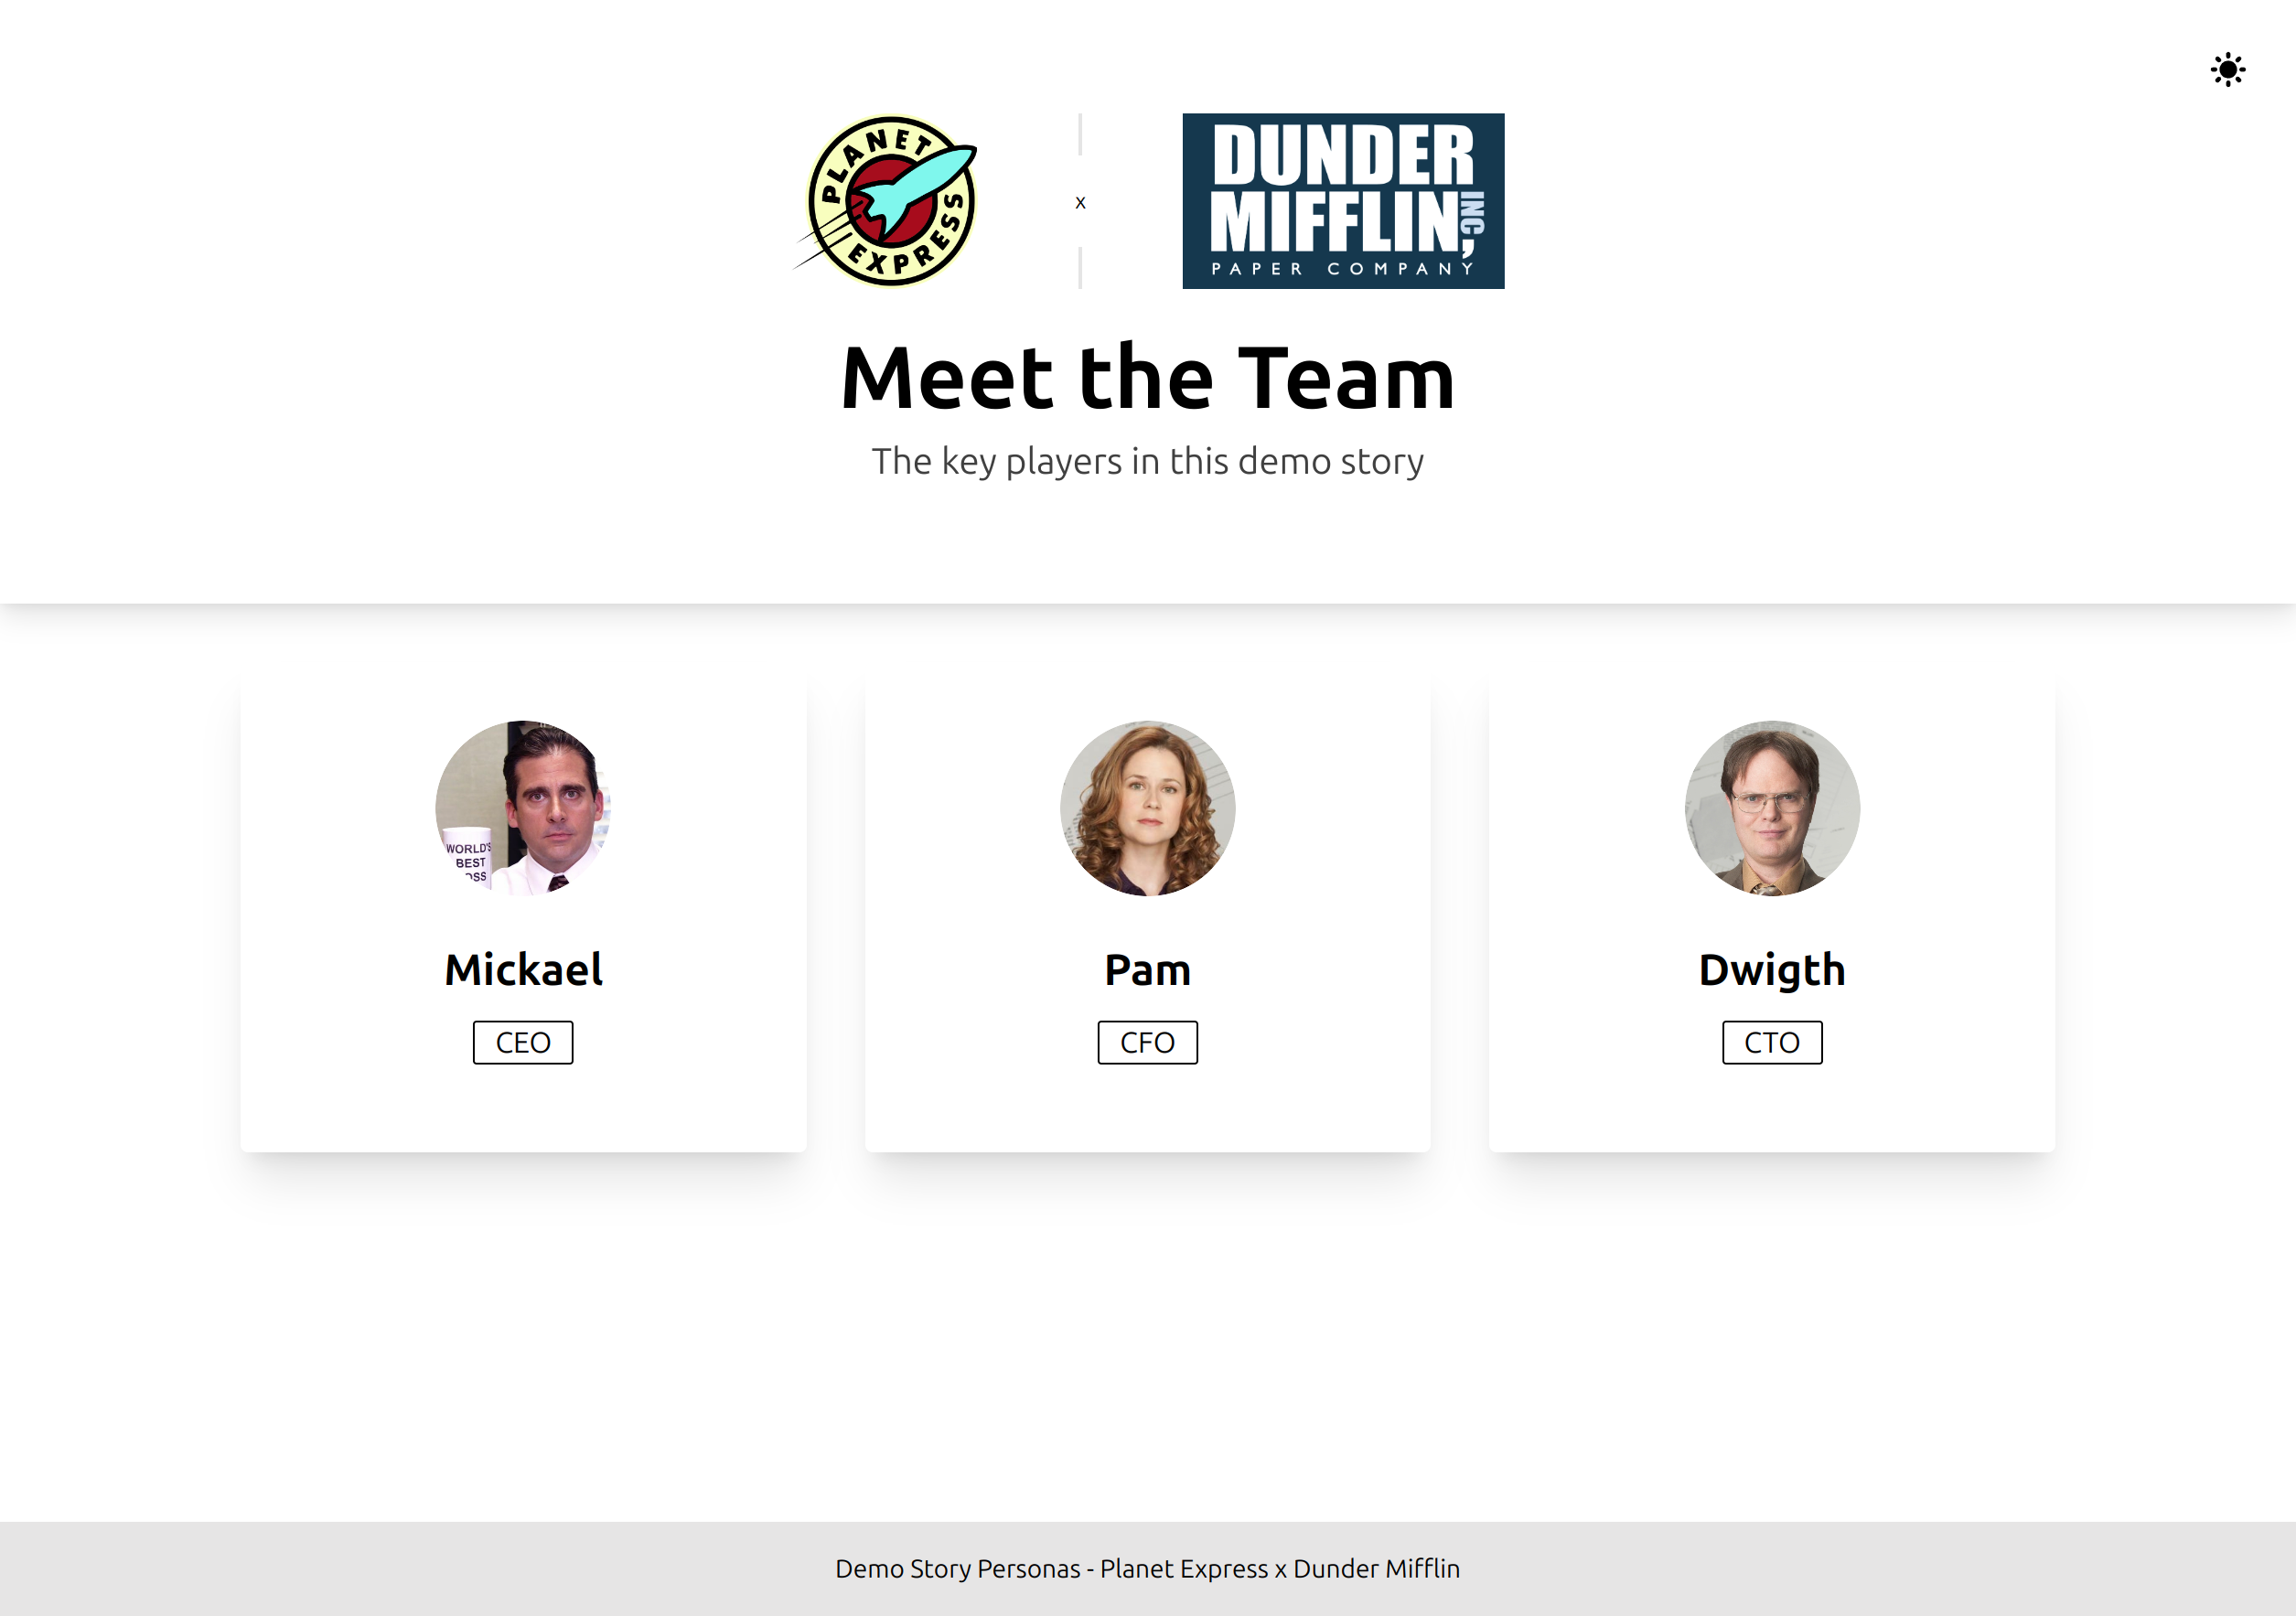 PLANET
EXPRESS
x
DUNDER
MIFFLIN,
INC
PAPER COMPANY
Meet the Team
The key players in this demo story
WORLD'S
BEST
OSS
Mickael
CEO
Pam
CFO
Dwigth
CTO
Demo Story Personas - Planet Express x Dunder Mifflin